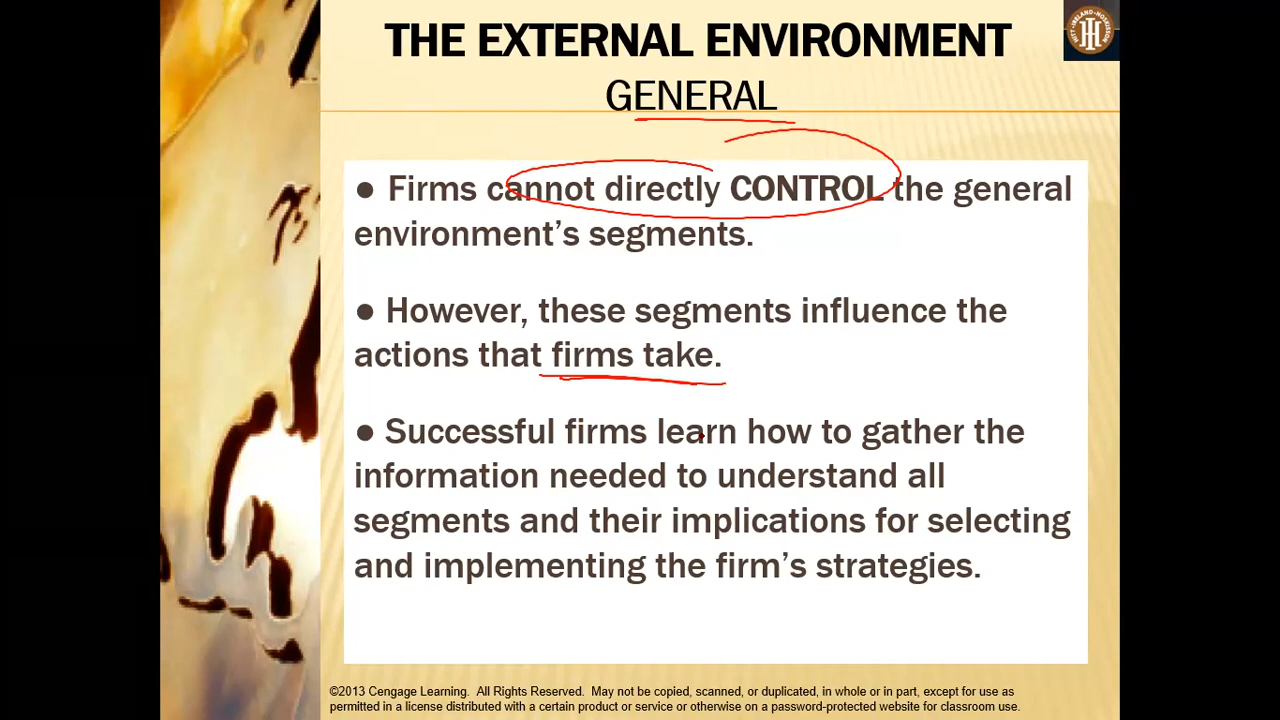 THE EXTERNAL ENVIRONMENT
GENERAL
● Firms cannot directly CONTROL the general
environment’s segments.
● However, these segments influence the
actions that firms take.
● Successful firms learn how to gather the
information needed to understand all
segments and their implications for selecting
and implementing the firm’s strategies.
©2013 Cengage Learning. All Rights Reserved. May not be copied, scanned, or duplicated, in whole or in part, except for use as
permitted in a license distributed with a certain product or service or otherwise on a password-protected website for classroom use.